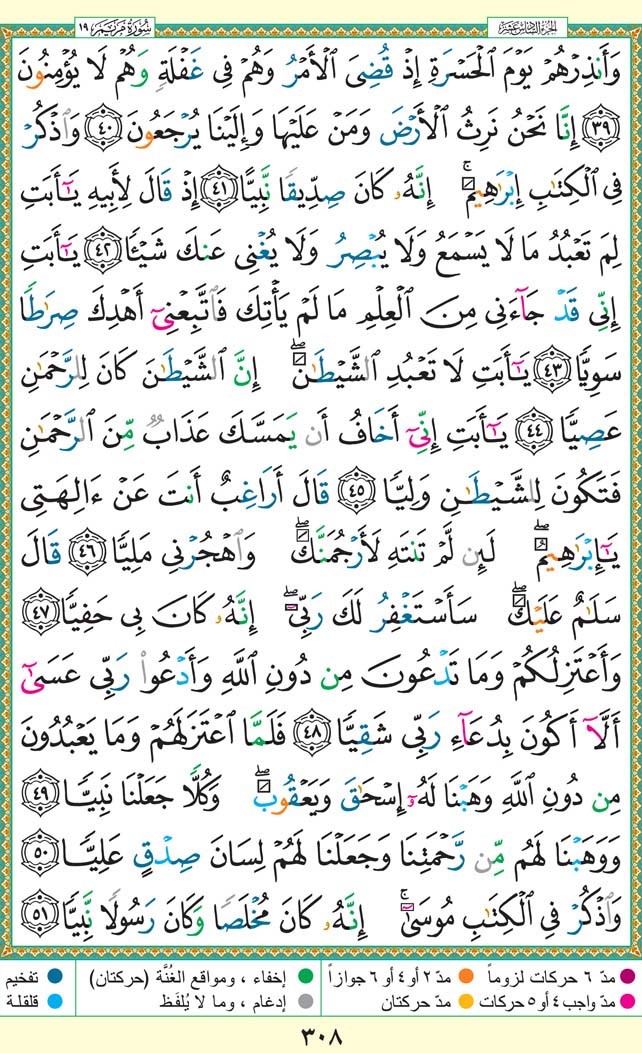 الجزء السادس عشر
سورة مريم ١٩
وَأَنذِرْهُمْ يَوْمَ ٱلْحَسْرَةِ إِذْ قُضِيَ ٱلْأَمْرُ وَهُمْ فِي غَفْلَةٍ وَهُمْ لَا يُؤْمِنُونَ
٣٩ إِنَّا نَحْنُ نَرِثُ ٱلْأَرْضَ وَمَنْ عَلَيْهَا وَإِلَيْنَا يُرْجَعُونَ ٤٠ وَٱذْكُرْ
فِي ٱلْكِتَٰبِ إِبْرَٰهِيمَ ۚ إِنَّهُۥ كَانَ صِدِّيقًا نَّبِيًّا ٤١ إِذْ قَالَ لِأَبِيهِ يَٰٓأَبَتِ
لِمَ تَعْبُدُ مَا لَا يَسْمَعُ وَلَا يُبْصِرُ وَلَا يُغْنِي عَنكَ شَيْـًٔا ٤٢ يَٰٓأَبَتِ
إِنِّي قَدْ جَآءَنِي مِنَ ٱلْعِلْمِ مَا لَمْ يَأْتِكَ فَٱتَّبِعْنِيٓ أَهْدِكَ صِرَٰطًا
سَوِيًّا ٤٣ يَٰٓأَبَتِ لَا تَعْبُدِ ٱلشَّيْطَٰنَ ۖ إِنَّ ٱلشَّيْطَٰنَ كَانَ لِلرَّحْمَٰنِ
عَصِيًّا ٤٤ يَٰٓأَبَتِ إِنِّيٓ أَخَافُ أَن يَمَسَّكَ عَذَابٌ مِّنَ ٱلرَّحْمَٰنِ
فَتَكُونَ لِلشَّيْطَٰنِ وَلِيًّا ٤٥ قَالَ أَرَاغِبٌ أَنتَ عَنْ ءَالِهَتِي
يَٰٓإِبْرَٰهِيمُ ۖ لَئِن لَّمْ تَنتَهِ لَأَرْجُمَنَّكَ ۖ وَٱهْجُرْنِي مَلِيًّا ٤٦ قَالَ
سَلَٰمٌ عَلَيْكَ ۖ سَأَسْتَغْفِرُ لَكَ رَبِّيٓ ۖ إِنَّهُۥ كَانَ بِي حَفِيًّا ٤٧
وَأَعْتَزِلُكُمْ وَمَا تَدْعُونَ مِن دُونِ ٱللَّهِ وَأَدْعُوا۟ رَبِّي عَسَىٰٓ
أَلَّآ أَكُونَ بِدُعَآءِ رَبِّي شَقِيًّا ٤٨ فَلَمَّا ٱعْتَزَلَهُمْ وَمَا يَعْبُدُونَ
مِن دُونِ ٱللَّهِ وَهَبْنَا لَهُۥٓ إِسْحَٰقَ وَيَعْقُوبَ ۖ وَكُلًّا جَعَلْنَا نَبِيًّا ٤٩
وَوَهَبْنَا لَهُم مِّن رَّحْمَتِنَا وَجَعَلْنَا لَهُمْ لِسَانَ صِدْقٍ عَلِيًّا ٥٠
وَٱذْكُرْ فِي ٱلْكِتَٰبِ مُوسَىٰٓ ۚ إِنَّهُۥ كَانَ مُخْلَصًا وَكَانَ رَسُولًا نَّبِيًّا ٥١
مدّ ٦ حركات لزوماً مدّ ٢ أو ٤ أو ٦ جوازاً إخفاء، ومواقع الغُنَّة (حركتان) تفخيم
مدّ واجب ٤ أو ٥ حركات مدّ حركتان إدغام، وما لا يُلفَظ قلقلة
٣٠٨